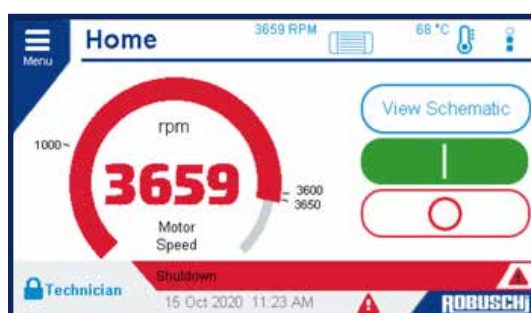 Menu
Home
3659 RPM
68 °C
rpm
1000
3659
3600
3650
Motor
Speed
View Schematic
Shutdown
Technician
15 Oct 2020 11:23 AM
ROBUSCHI